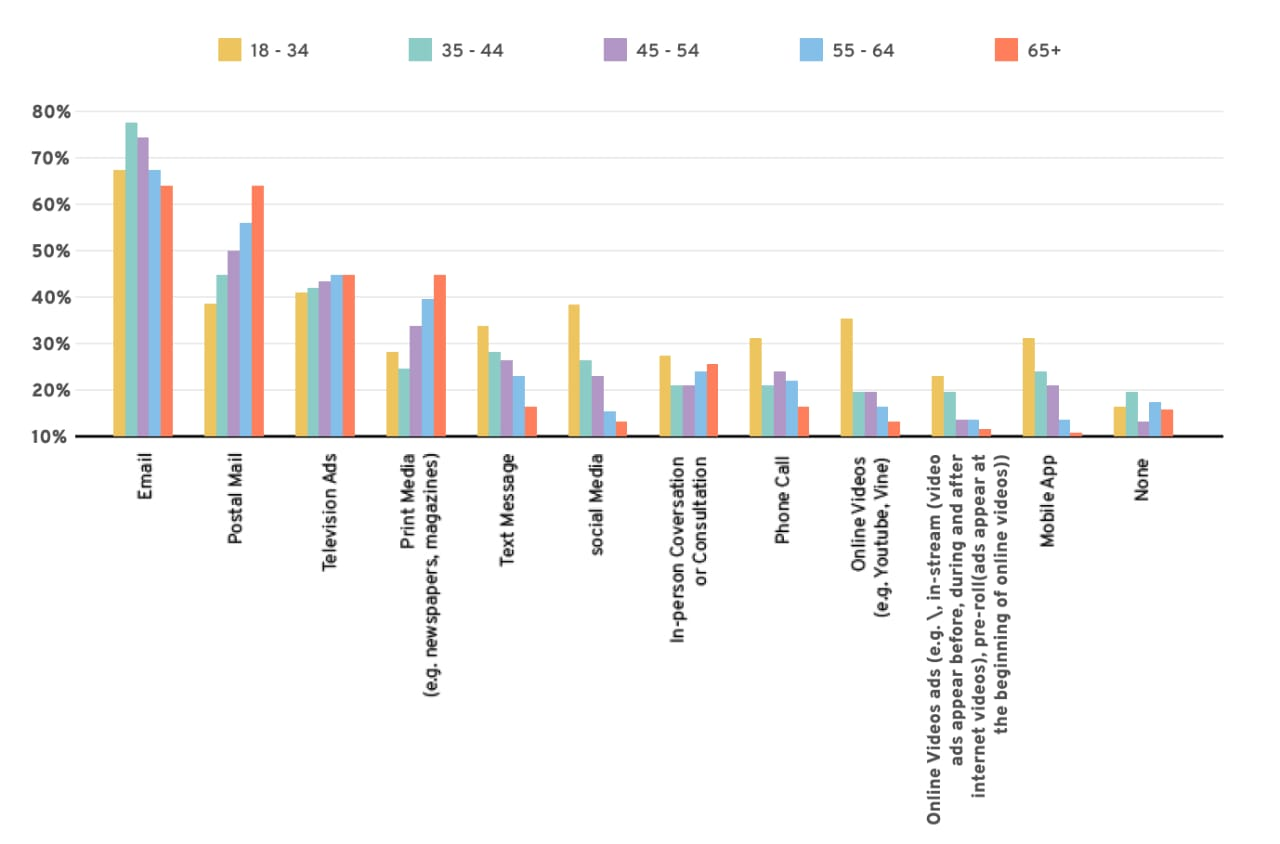 18 - 34
35 - 44
45 - 54
55 - 64
65+
80%
70%
60%
50%
40%
30%
20%
10%
Email
Postal Mail
Television Ads
Print Media
(e.g. newspapers, magazines)
Text Message
social Media
In-person Coversation
or Consultation
Phone Call
Online Videos
(e.g. Youtube, Vine)
Online Videos ads (e.g. \, in-stream (video
ads appear before, during and after
internet videos), pre-roll(ads appear at
the beginning of online videos))
Mobile App
None